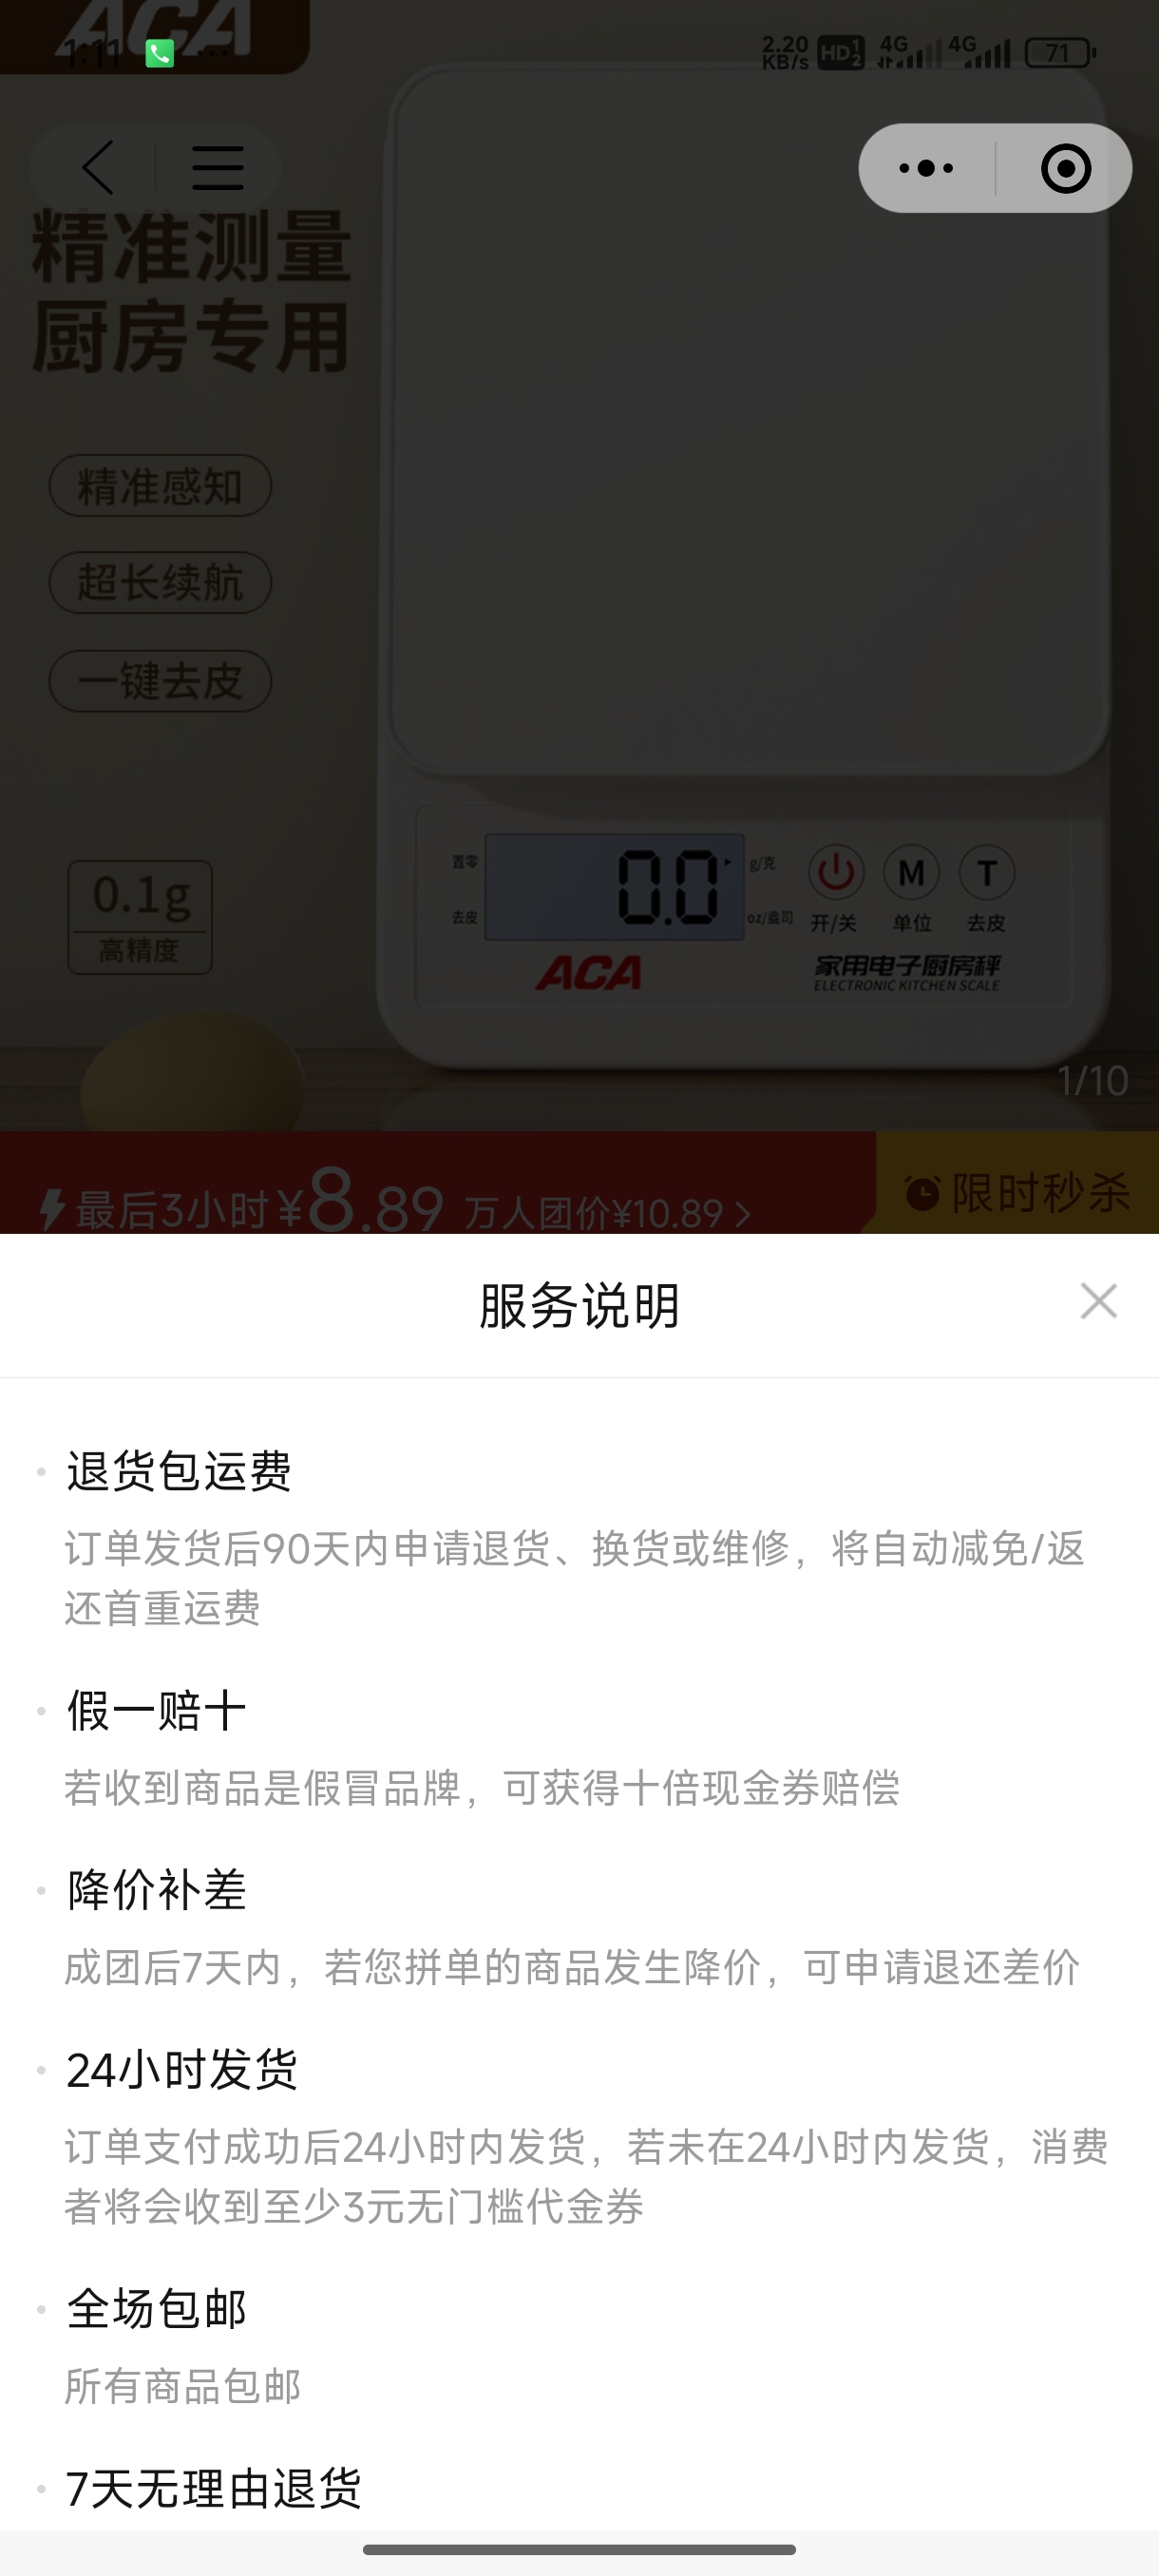 ACA
1:11
2.20
KB/s
HD 1 2
4G
4G
71
精准测量
厨房专用
精准感知
超长续航
一键去皮
0.1g
高精度
置零
去皮
0.0
g/克
oz/盎司
M
T
开/关
单位
去皮
ACA
家用电子厨房秤
ELECTRONIC KITCHEN SCALE
1/10
最后3小时¥8.89 万人团价¥10.89 >
限时秒杀
服务说明
退货包运费
订单发货后90天内申请退货、换货或维修，将自动减免/返
还首重运费
假一赔十
若收到商品是假冒品牌，可获得十倍现金券赔偿
降价补差
成团后7天内，若您拼单的商品发生降价，可申请退还差价
24小时发货
订单支付成功后24小时内发货，若未在24小时内发货，消费
者将会收到至少3元无门槛代金券
全场包邮
所有商品包邮
7天无理由退货